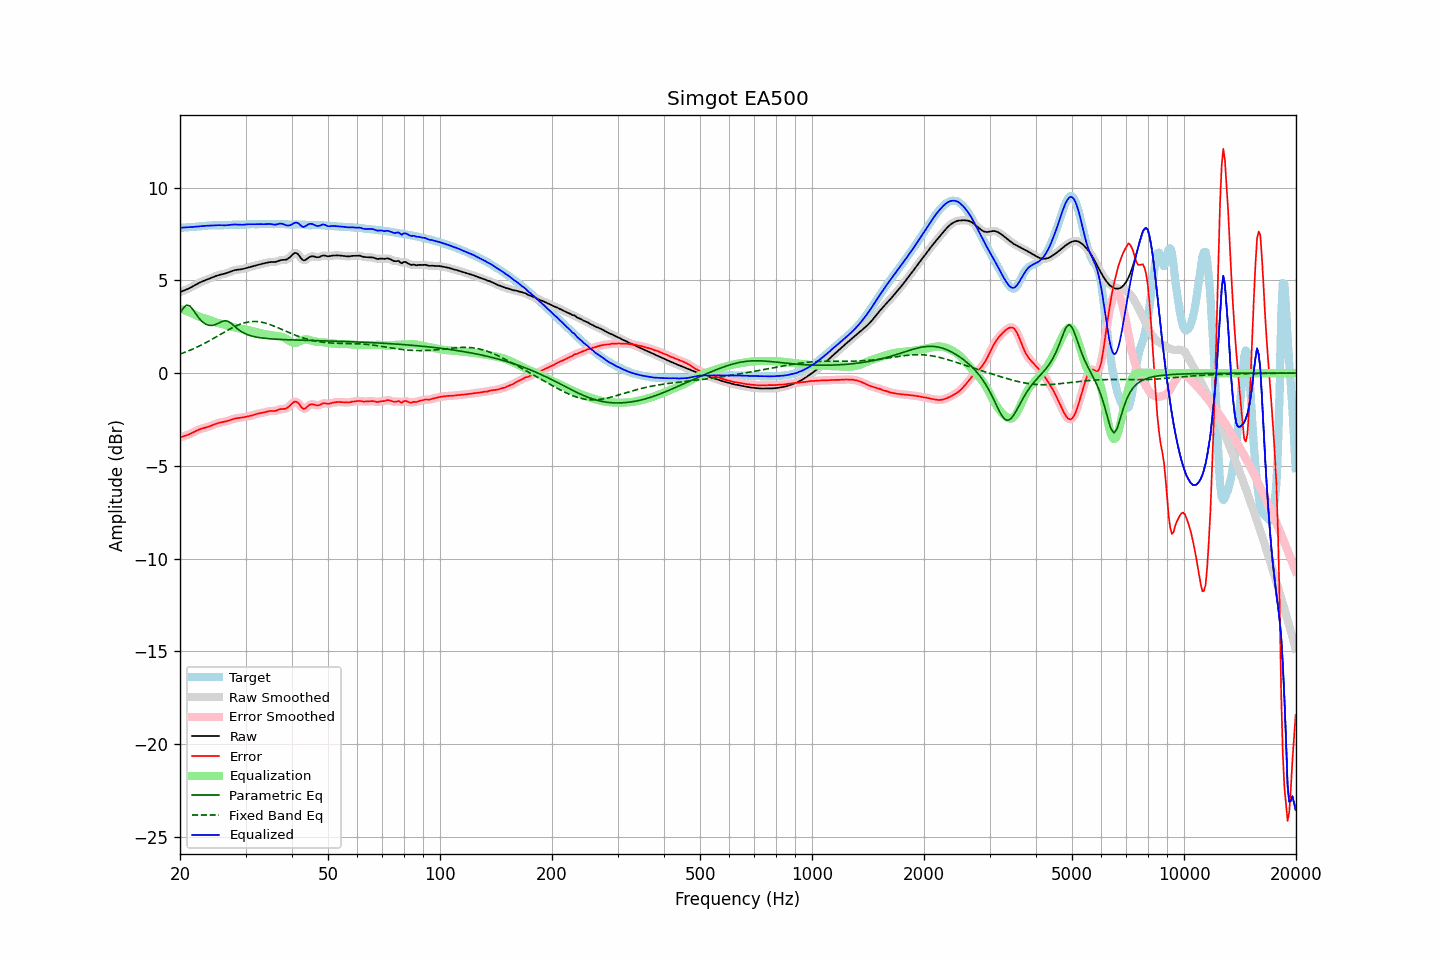 Simgot EA500
Amplitude (dBr)
10
5
0
−5
−10
−15
−20
−25
Target
Raw Smoothed
Error Smoothed
Raw
Error
Equalization
Parametric Eq
Fixed Band Eq
Equalized
20 50 100 200 500 1000 2000 5000 10000 20000
Frequency (Hz)